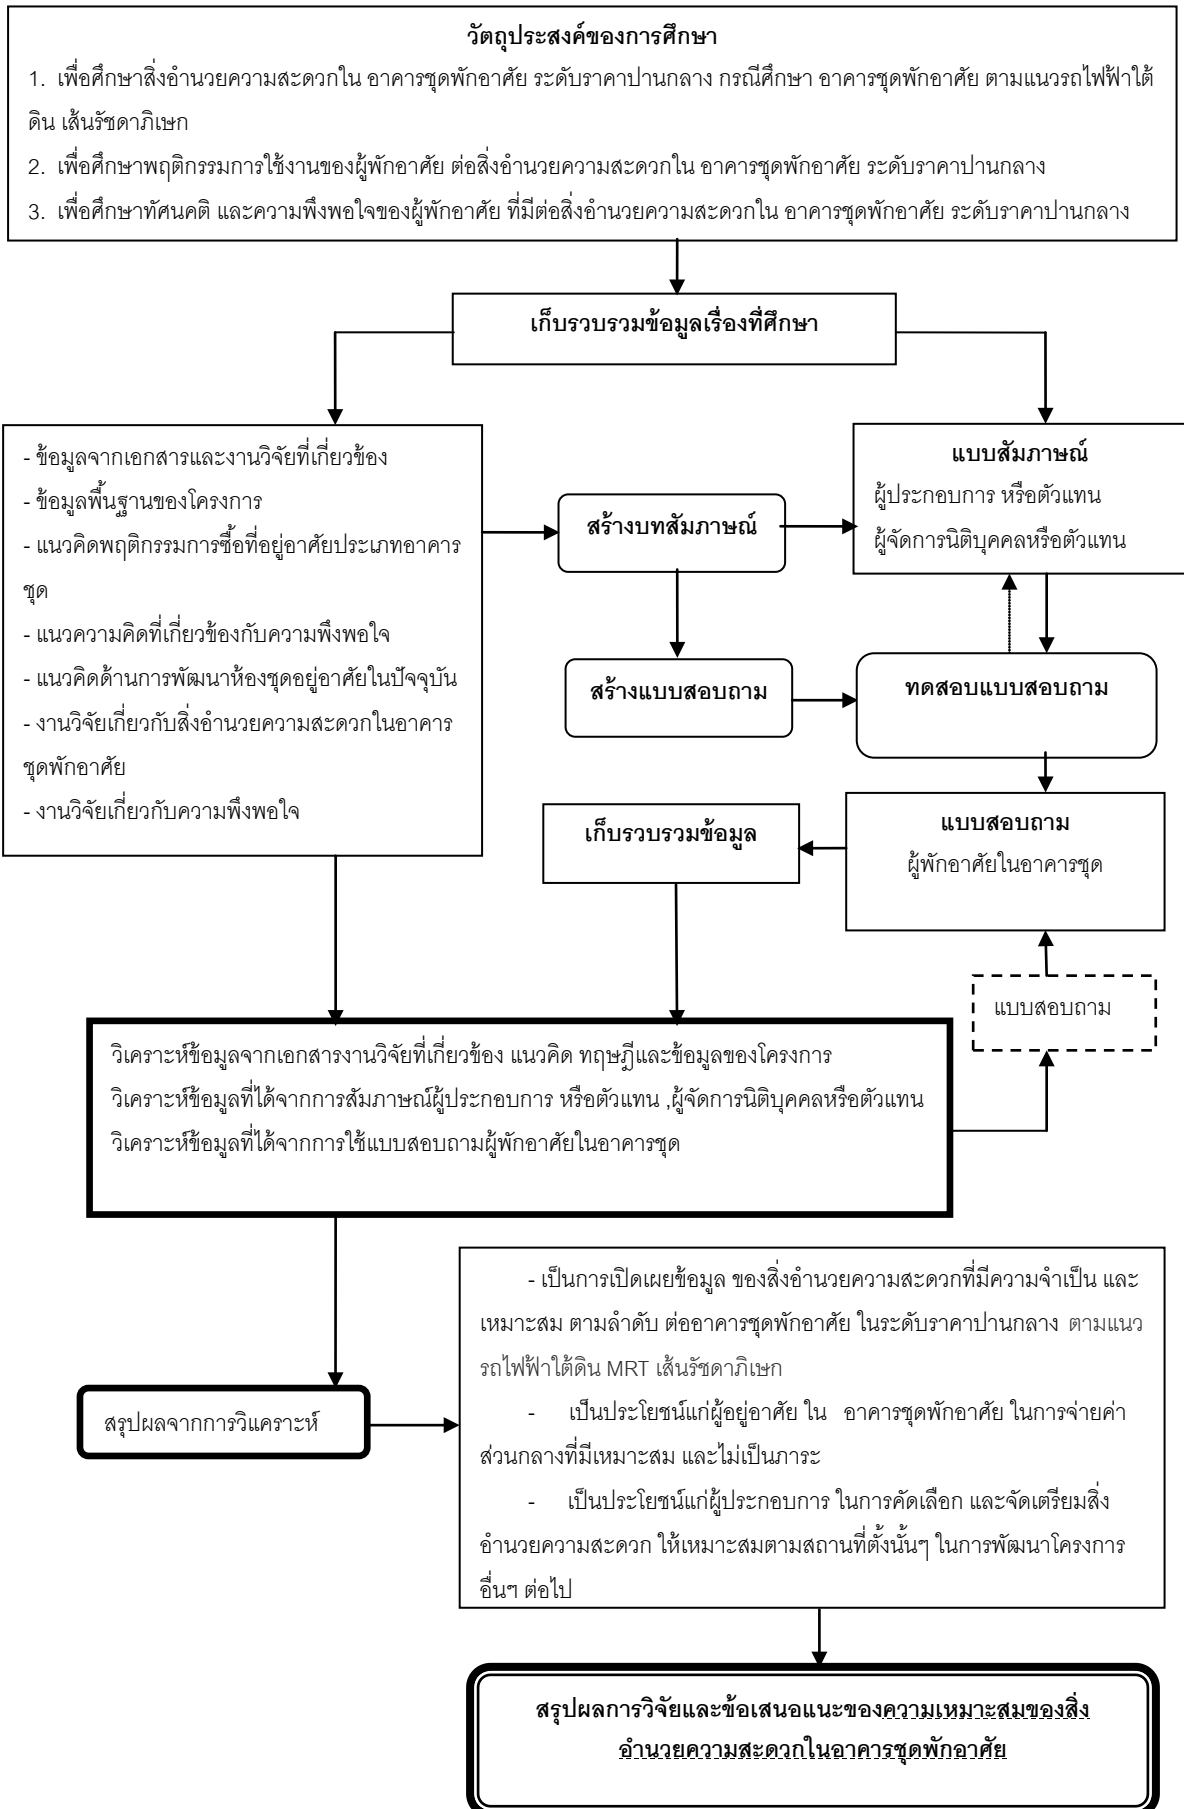 วัตถุประสงค์ของการศึกษา
1. เพื่อศึกษาสิ่งอำนวยความสะดวกใน อาคารชุดพักอาศัย ระดับราคาปานกลาง กรณีศึกษา อาคารชุดพักอาศัย ตามแนวรถไฟฟ้าใต้
ดิน เส้นรัชดาภิเษก
2. เพื่อศึกษาพฤติกรรมการใช้งานของผู้พักอาศัย ต่อสิ่งอำนวยความสะดวกใน อาคารชุดพักอาศัย ระดับราคาปานกลาง
3. เพื่อศึกษาทัศนคติ และความพึงพอใจของผู้พักอาศัย ที่มีต่อสิ่งอำนวยความสะดวกใน อาคารชุดพักอาศัย ระดับราคาปานกลาง
เก็บรวบรวมข้อมูลเรื่องที่ศึกษา
- ข้อมูลจากเอกสารและงานวิจัยที่เกี่ยวข้อง
- ข้อมูลพื้นฐานของโครงการ
- แนวคิดพฤติกรรมการซื้อที่อยู่อาศัยประเภทอาคาร
ชุด
- แนวความคิดที่เกี่ยวข้องกับความพึงพอใจ
- แนวคิดด้านการพัฒนาห้องชุดอยู่อาศัยในปัจจุบัน
- งานวิจัยเกี่ยวกับสิ่งอำนวยความสะดวกในอาคาร
ชุดพักอาศัย
- งานวิจัยเกี่ยวกับความพึงพอใจ
สร้างบทสัมภาษณ์
แบบสัมภาษณ์
ผู้ประกอบการ หรือตัวแทน
ผู้จัดการนิติบุคคลหรือตัวแทน
สร้างแบบสอบถาม
ทดสอบแบบสอบถาม
เก็บรวบรวมข้อมูล
แบบสอบถาม
ผู้พักอาศัยในอาคารชุด
แบบสอบถาม
วิเคราะห์ข้อมูลจากเอกสารงานวิจัยที่เกี่ยวข้อง แนวคิด ทฤษฎีและข้อมูลของโครงการ
วิเคราะห์ข้อมูลที่ได้จากการสัมภาษณ์ผู้ประกอบการ หรือตัวแทน ,ผู้จัดการนิติบุคคลหรือตัวแทน
วิเคราะห์ข้อมูลที่ได้จากการใช้แบบสอบถามผู้พักอาศัยในอาคารชุด
สรุปผลจากการวิแคราะห์
- เป็นการเปิดเผยข้อมูล ของสิ่งอำนวยความสะดวกที่มีความจำเป็น และ
เหมาะสม ตามลำดับ ต่ออาคารชุดพักอาศัย ในระดับราคาปานกลาง ตามแนว
รถไฟฟ้าใต้ดิน MRT เส้นรัชดาภิเษก
- เป็นประโยชน์แก่ผู้อยู่อาศัย ใน อาคารชุดพักอาศัย ในการจ่ายค่า
ส่วนกลางที่มีเหมาะสม และไม่เป็นภาระ
- เป็นประโยชน์แก่ผู้ประกอบการ ในการคัดเลือก และจัดเตรียมสิ่ง
อำนวยความสะดวก ให้เหมาะสมตามสถานที่ตั้งนั้นๆ ในการพัฒนาโครงการ
อื่นๆ ต่อไป
สรุปผลการวิจัยและข้อเสนอแนะของความเหมาะสมของสิ่ง
อำนวยความสะดวกในอาคารชุดพักอาศัย